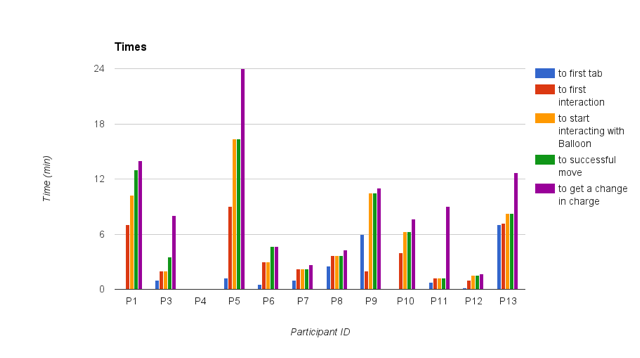 Times
24
18
12
6
0
Time (min)
P1 P3 P4 P5 P6 P7 P8 P9 P10 P11 P12 P13
Participant ID
to first tab
to first
interaction
to start
interacting with
Balloon
to successful
move
to get a change
in charge